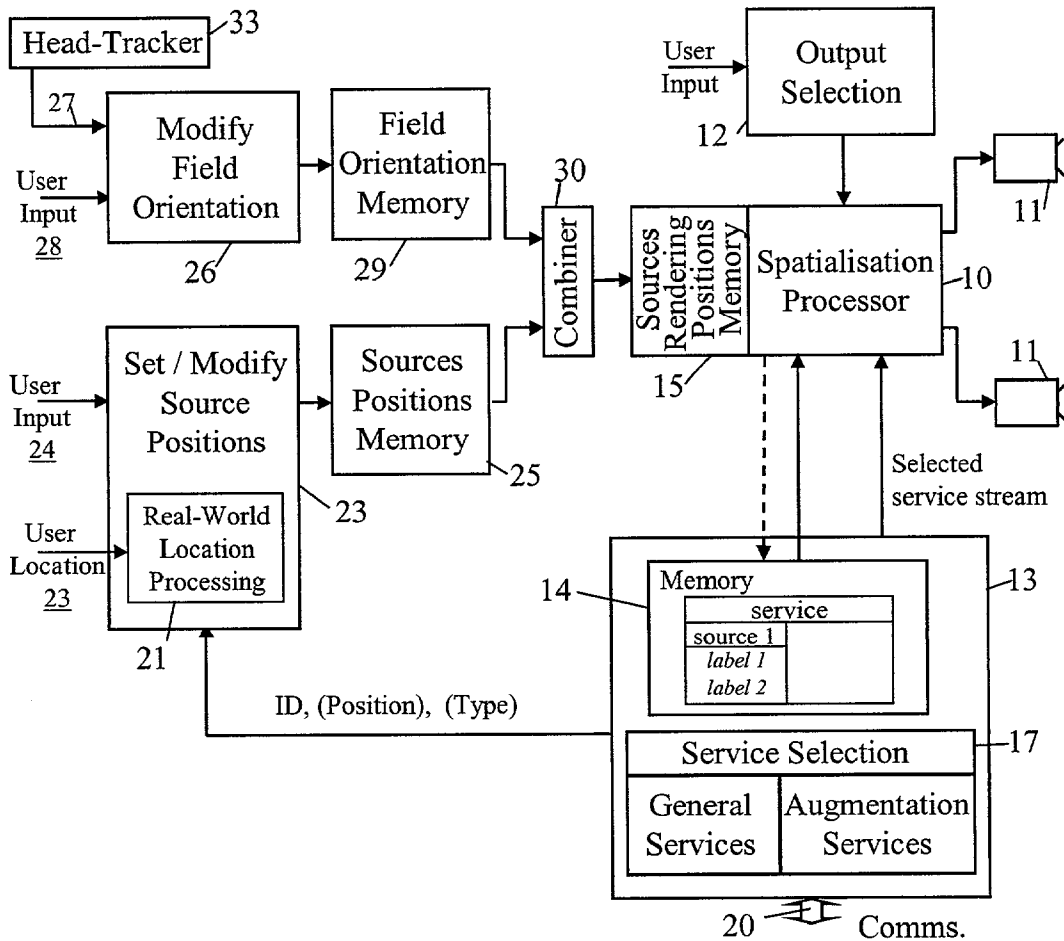 33
Head-Tracker
27
Modify
Field
Orientation
User
Input
28
26
Field
Orientation
Memory
29
30
Combiner
User
Input
Output
Selection
12
11
Sources
Rendering
Positions
Memory
15
Spatialisation
Processor
10
11
Set / Modify
Source
Positions
User
Input
24
Sources
Positions
Memory
25
23
Real-World
Location
Processing
User
Location
23
21
Selected
service stream
ID, (Position), (Type)
13
14
Memory
service
source 1
label 1
label 2
17
Service Selection
General
Services
Augmentation
Services
20
Comms.